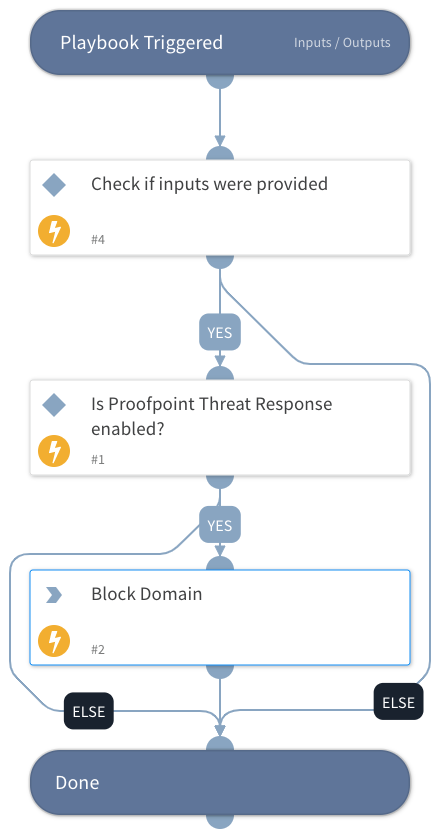 Playbook Triggered
Inputs / Outputs
Check if inputs were provided
#4
YES
Is Proofpoint Threat Response
enabled?
#1
YES
Block Domain
#2
ELSE
ELSE
Done